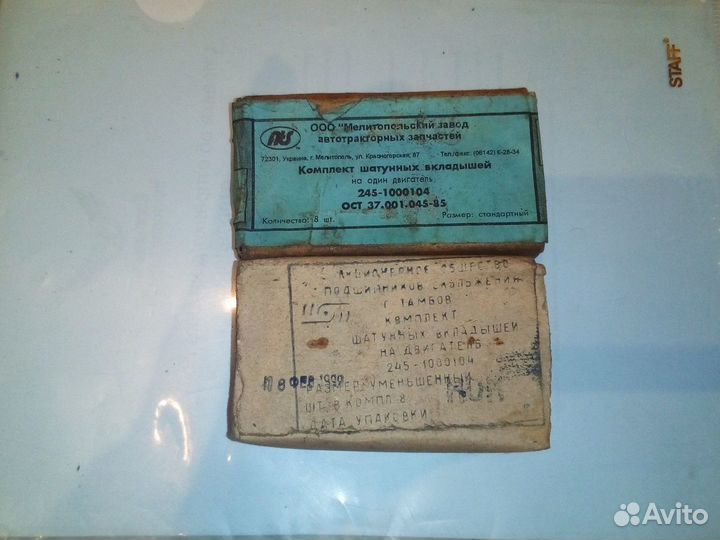 STAFF
ООО "Мелитопольский завод
автотракторных запчастей
72301, Украина, г. Мелитополь, ул. Красногорская, 87 Тел./факс: (06142) 6-28-34
Комплект шатунных вкладышей
на один двигатель
245-1000104
ОСТ 37.001.045-85
Количество: 8 шт. Размер: стандартный
АКЦИОНЕРНОЕ ОБЩЕСТВО
ПОДШИПНИКОВ СКОЛЬЖЕНИЯ
Г ТАМБОВ
КОМПЛЕКТ
ШАТУННЫХ ВКЛАДЫШЕЙ
НА ДВИГАТЕЛЬ
245-1000104
8 ФЕВ
РАЗМЕР УМЕНЬШЕННЫЙ
ШТ. В КОМПЛ 8
ДАТА УПАКОВКИ
Avito